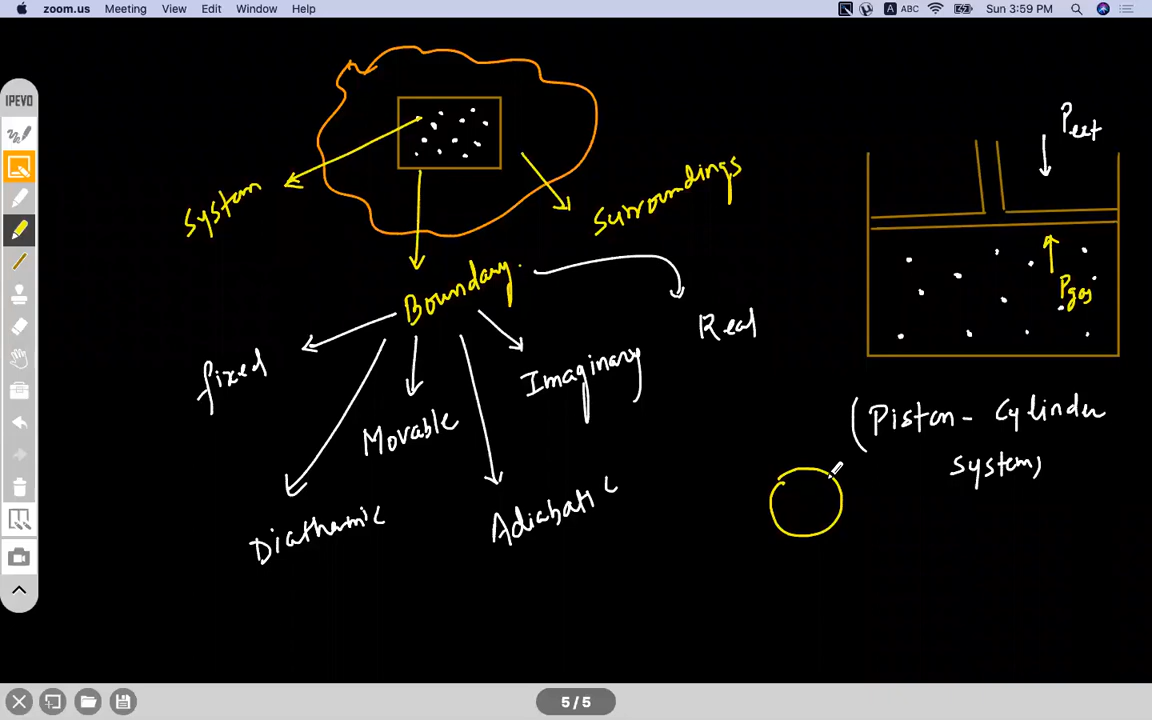 zoom.us Meeting View Edit Window Help
A ABC Sun 3:59 PM
IPEVO
System
Surroundings
Boundary
fixed
Movable
Imaginary
Real
Diathermic
Adiabatic
Pext
Pgas
(Piston - Cylinder
system)
5/5